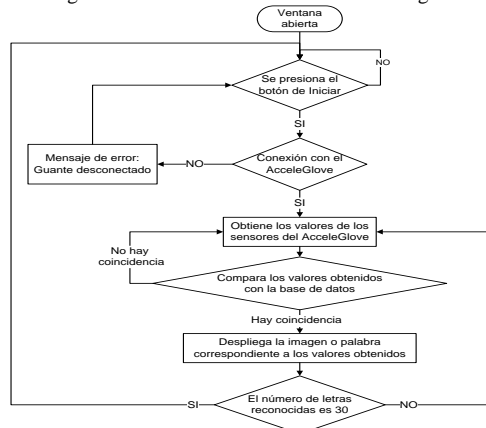 Ventana
abierta
NO
Se presiona el
botón de Iniciar
SI
Mensaje de error:
Guante desconectado
NO
Conexión con el
AcceleGlove
SI
Obtiene los valores de los
sensores del AcceleGlove
No hay
coincidencia
Compara los valores obtenidos
con la base de datos
Hay coincidencia
Despliega la imagen o palabra
correspondiente a los valores obtenidos
SI
El número de letras
reconocidas es 30
NO